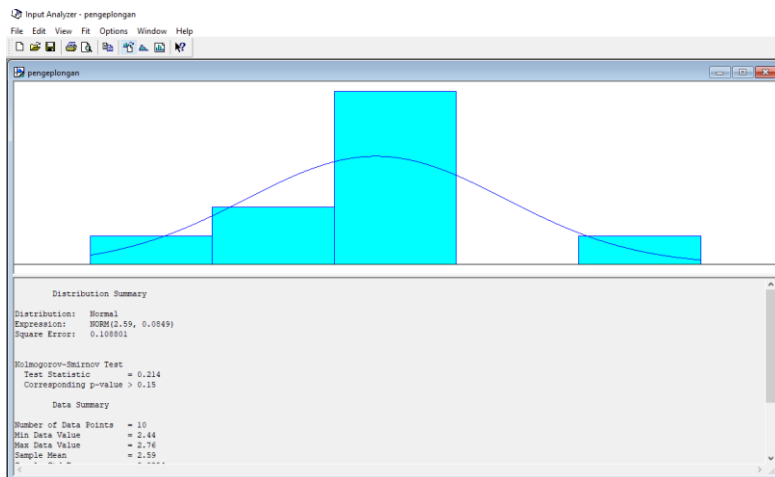 Input Analyzer - pengeplongan
File Edit View Fit Options Window Help
pengeplongan
Distribution Summary
Distribution: Normal
Expression: NORM(2.59, 0.0849)
Square Error: 0.108801
Kolmogorov-Smirnov Test
Test Statistic = 0.214
Corresponding p-value > 0.15
Data Summary
Number of Data Points = 10
Min Data Value = 2.44
Max Data Value = 2.76
Sample Mean = 2.59